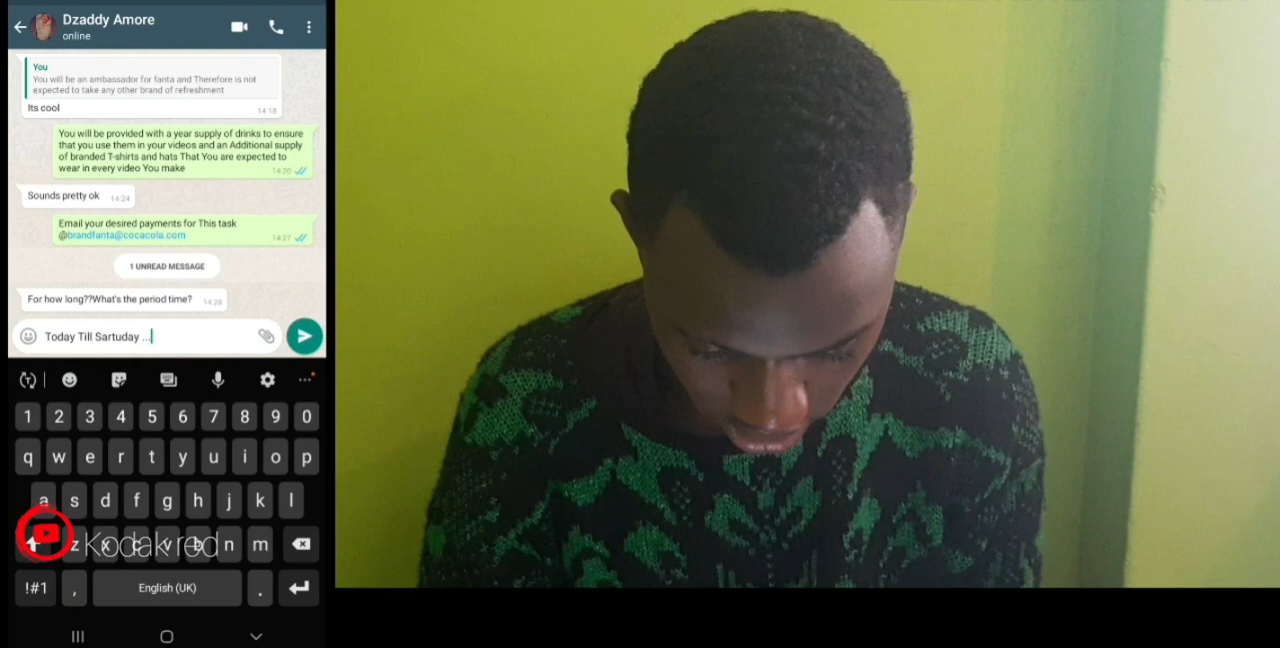 Dzaddy Amore
online
You
You will be an ambassador for fanta and Therefore is not
expected to take any other brand of refreshment
Its cool
14:18
You will be provided with a year supply of drinks to ensure
that you use them in your videos and an Additional supply
of branded T-shirts and hats That You are expected to
wear in every video You make
14:20
Sounds pretty ok
14:24
Email your desired payments for This task
@brandfanta@cocacola.com
14:27
1 UNREAD MESSAGE
For how long??What's the period time?
14:28
Today Till Sartuday ...
1 2 3 4 5 6 7 8 9 0
q w e r t y u i o p
a s d f g h j k l
z x c v b n m
Kodak red
!#1 , English (UK) .